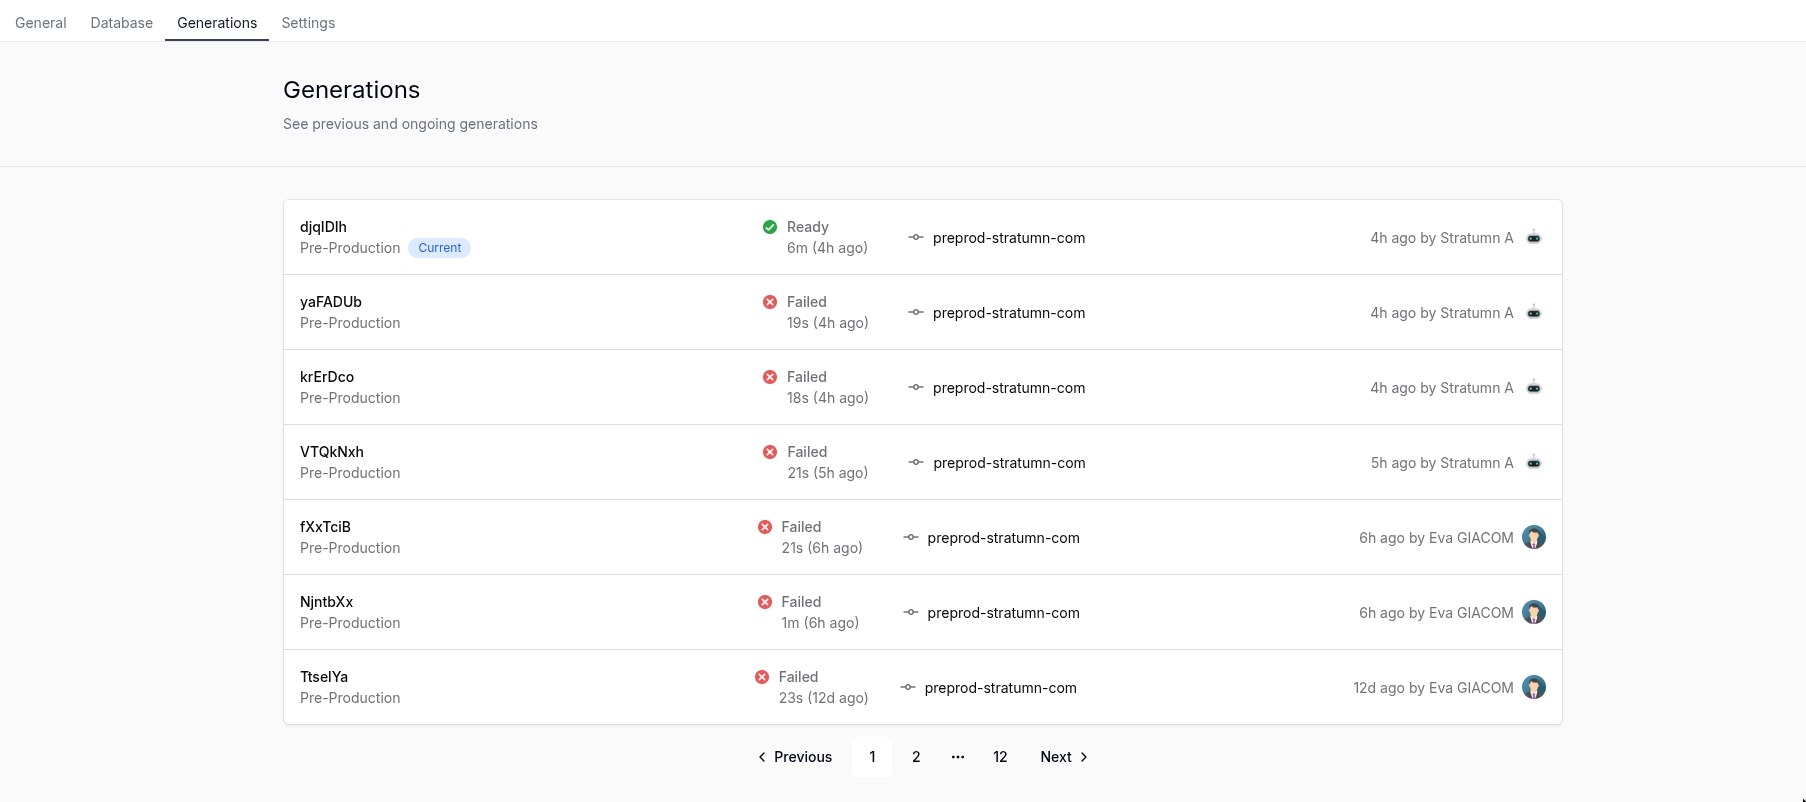 General Database Generations Settings
Generations
See previous and ongoing generations
djqlDlh
Pre-Production Current
Ready
6m (4h ago)
preprod-stratumn-com
4h ago by Stratumn A
yaFADUb
Pre-Production
Failed
19s (4h ago)
preprod-stratumn-com
4h ago by Stratumn A
krErDco
Pre-Production
Failed
18s (4h ago)
preprod-stratumn-com
4h ago by Stratumn A
VTQkNxh
Pre-Production
Failed
21s (5h ago)
preprod-stratumn-com
5h ago by Stratumn A
fXxTciB
Pre-Production
Failed
21s (6h ago)
preprod-stratumn-com
6h ago by Eva GIACOM
NjntbXx
Pre-Production
Failed
1m (6h ago)
preprod-stratumn-com
6h ago by Eva GIACOM
TtselYa
Pre-Production
Failed
23s (12d ago)
preprod-stratumn-com
12d ago by Eva GIACOM
Previous 1 2 ··· 12 Next